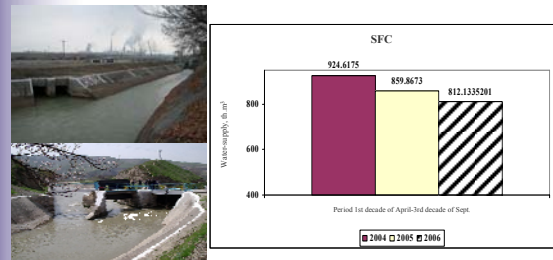 SFC
924.6175
859.8673
812.1335201
Water-supply, th.m³
800
600
400
Period 1st decade of April-3rd decade of Sept.
2004 2005 2006